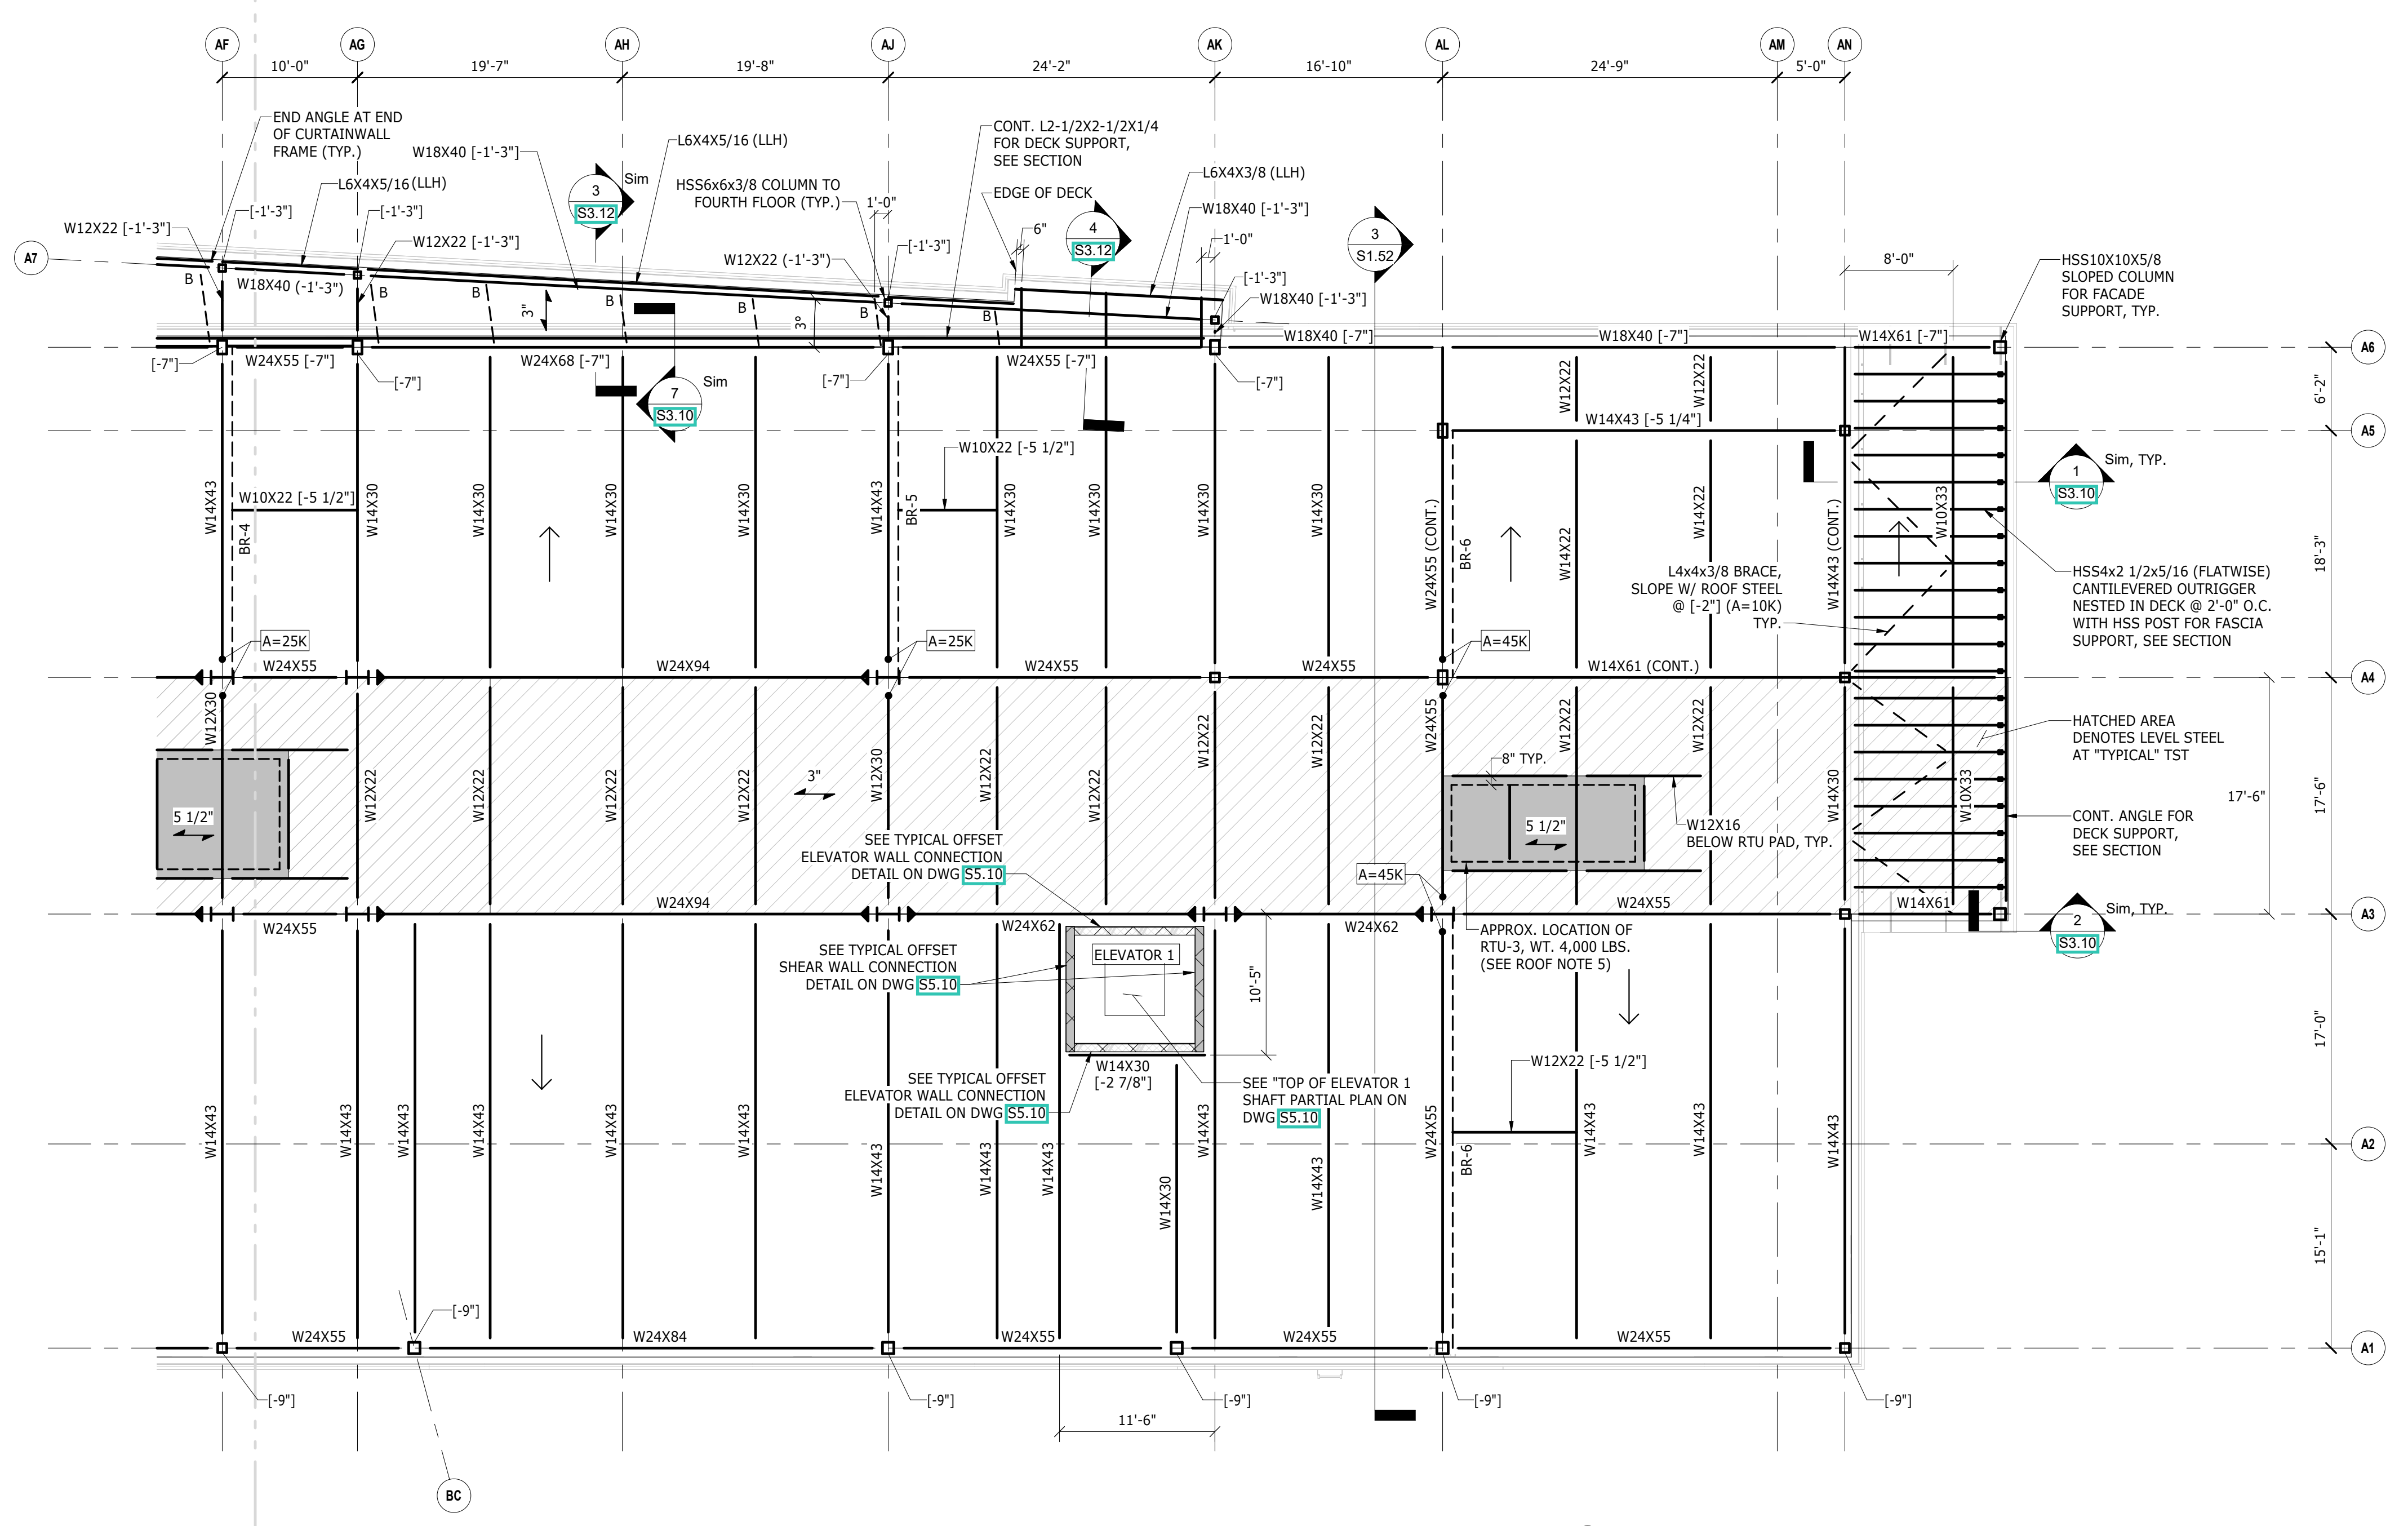 AF AG AH AJ AK AL AM AN
10'-0" 19'-7" 19'-8" 24'-2" 16'-10" 24'-9" 5'-0"
END ANGLE AT END
OF CURTAINWALL
FRAME (TYP.)
W18X40 [-1'-3"]
L6X4X5/16 (LLH)
L6X4X5/16 (LLH)
3
S3.12
Sim
HSS6x6x3/8 COLUMN TO
FOURTH FLOOR (TYP.)
1'-0"
CONT. L2-1/2X2-1/2X1/4
FOR DECK SUPPORT,
SEE SECTION
EDGE OF DECK
6"
4
S3.12
L6X4X3/8 (LLH)
W18X40 [-1'-3"]
1'-0"
3
S1.52
8'-0"
HSS10X10X5/8
SLOPED COLUMN
FOR FACADE
SUPPORT, TYP.
W12X22 [-1'-3"]
[-1'-3"]
[-1'-3"]
W12X22 [-1'-3"]
W12X22 (-1'-3")
[-1'-3"]
[-1'-3"]
W18X40 [-1'-3"]
A7
W18X40 (-1'-3")
B B B B B B
3"
3°
W18X40 [-7"] W18X40 [-7"] W14X61 [-7"]
A6
[-7"] W24X55 [-7"] [-7"] W24X68 [-7"] [-7"] W24X55 [-7"] [-7"]
7
S3.10
Sim
6'-2"
W12X22 W12X22
W14X43 [-5 1/4"]
A5
W10X22 [-5 1/2"]
W10X22 [-5 1/2"]
1
S3.10
Sim, TYP.
W14X43 BR-4 W14X30 W14X30 W14X30 W14X30 W14X43 BR-5 W14X30 W14X30 W14X30 W14X30 W24X55 (CONT.) BR-6 W14X22 W14X22 W14X43 (CONT.) W10X33
18'-3"
L4x4x3/8 BRACE,
SLOPE W/ ROOF STEEL
@ [-2"] (A=10K)
TYP.
HSS4x2 1/2x5/16 (FLATWISE)
CANTILEVERED OUTRIGGER
NESTED IN DECK @ 2'-0" O.C.
WITH HSS POST FOR FASCIA
SUPPORT, SEE SECTION
A=25K A=25K A=45K
W24X55 W24X94 W24X55 W24X55 W14X61 (CONT.)
A4
W12X30 W12X22 W12X22 W12X22 W12X22 W12X30 W12X22 W12X22 W12X22 W12X22 W24X55 W12X22 W12X22 W14X30 W10X33
HATCHED AREA
DENOTES LEVEL STEEL
AT "TYPICAL" TST
8" TYP.
3"
17'-6" 17'-6"
5 1/2" 5 1/2"
W12X16
BELOW RTU PAD, TYP.
CONT. ANGLE FOR
DECK SUPPORT,
SEE SECTION
SEE TYPICAL OFFSET
ELEVATOR WALL CONNECTION
DETAIL ON DWG S5.10
A=45K
W24X55 W24X94 W24X62 W24X62 W24X55 W14X61
A3
2
S3.10
Sim, TYP.
SEE TYPICAL OFFSET
SHEAR WALL CONNECTION
DETAIL ON DWG S5.10
ELEVATOR 1
10'-5"
APPROX. LOCATION OF
RTU-3, WT. 4,000 LBS.
(SEE ROOF NOTE 5)
17'-0"
W14X30
[-2 7/8"]
SEE TYPICAL OFFSET
ELEVATOR WALL CONNECTION
DETAIL ON DWG S5.10
SEE "TOP OF ELEVATOR 1
SHAFT PARTIAL PLAN ON
DWG S5.10
W12X22 [-5 1/2"]
W14X43 W14X43 W14X43 W14X43 W14X43 W14X43 W14X43 W14X43 W14X43 W14X30 W14X43 W14X43 W24X55 BR-6 W14X43 W14X43 W14X43
A2
15'-1"
[-9"]
W24X55 W24X84 W24X55 W24X55 W24X55
A1
[-9"] [-9"] [-9"] [-9"] [-9"]
11'-6"
BC